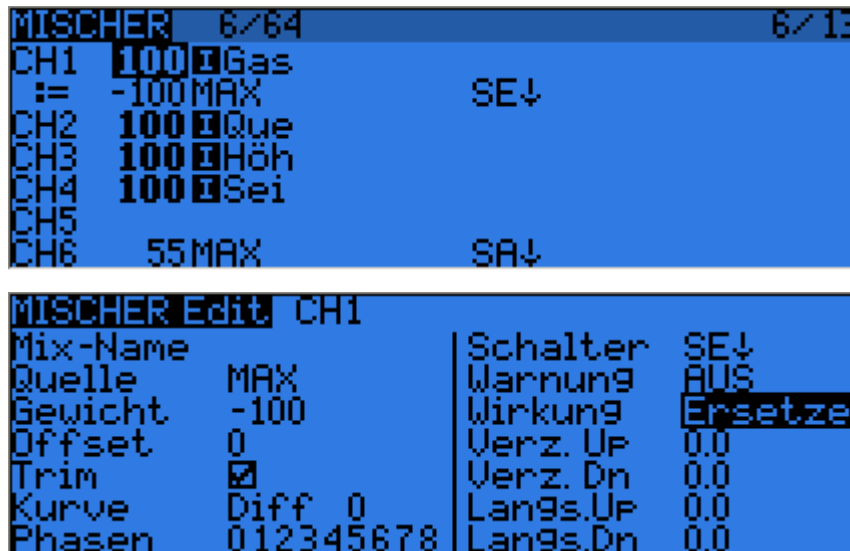 MISCHER 6/64 6/13
CH1 100 I Gas
:= -100 MAX SE↓
CH2 100 I Que
CH3 100 I Höh
CH4 100 I Sei
CH5
CH6 55 MAX SA↓
MISCHER Edit CH1
Mix-Name Schalter SE↓
Quelle MAX Warnung AUS
Gewicht -100 Wirkung Ersetze
Offset 0 Verz. Up 0.0
Trim Verz. Dn 0.0
Kurve Diff 0 Langs.Up 0.0
Phasen 012345678 Langs.Dn 0.0